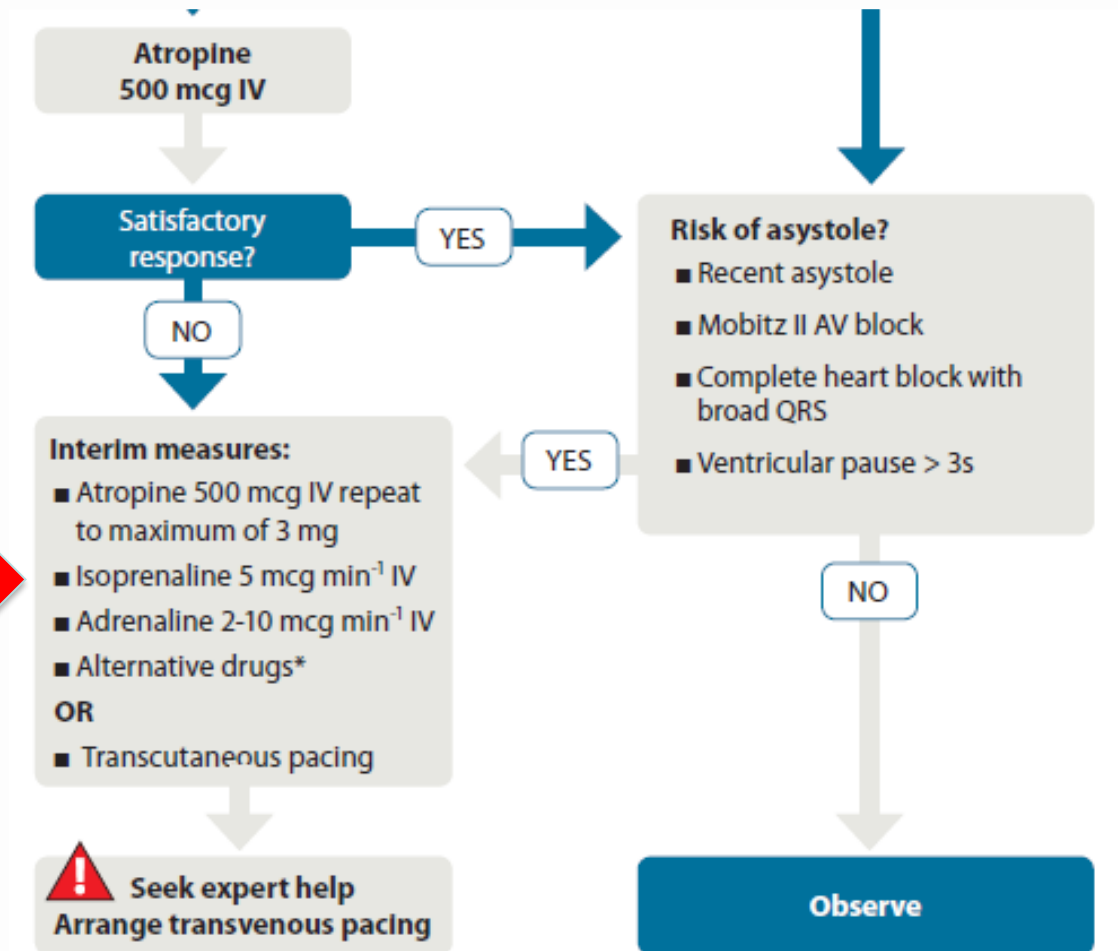 Atropine
500 mcg IV
Satisfactory
response?
YES
NO
Interim measures:
■ Atropine 500 mcg IV repeat
to maximum of 3 mg
■ Isoprenaline 5 mcg min⁻¹ IV
■ Adrenaline 2-10 mcg min⁻¹ IV
■ Alternative drugs*
OR
■ Transcutaneous pacing
! Seek expert help
Arrange transvenous pacing
Risk of asystole?
■ Recent asystole
■ Mobitz II AV block
■ Complete heart block with
broad QRS
■ Ventricular pause > 3s
YES
NO
Observe